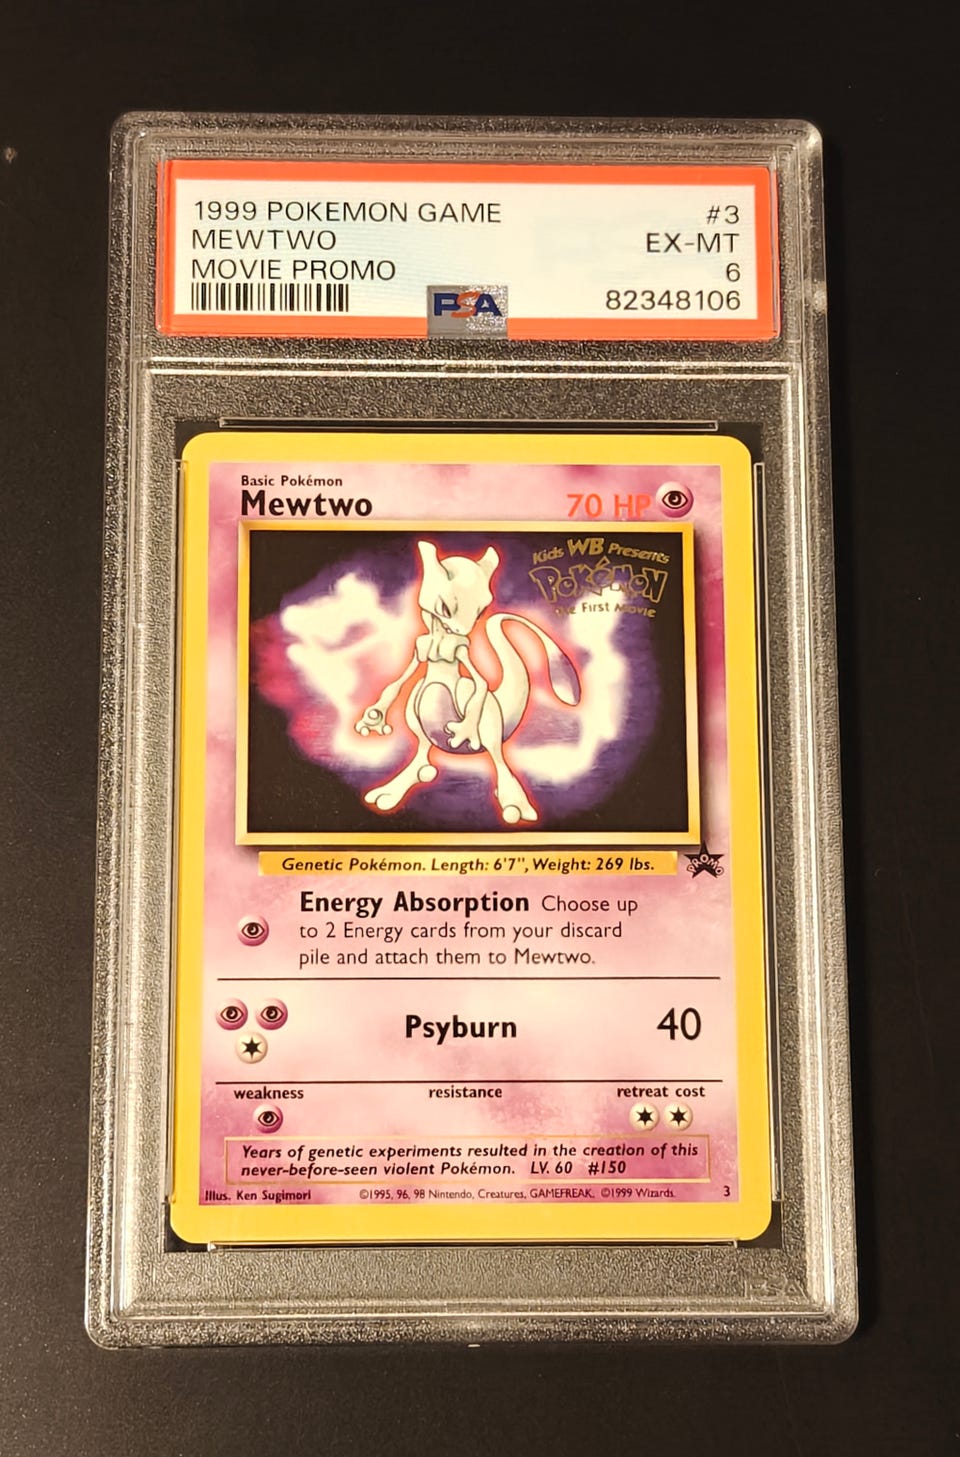 1999 POKEMON GAME #3
MEWTWO EX-MT
MOVIE PROMO 6
82348106
PSA
Basic Pokémon
Mewtwo 70 HP
Kids WB Presents
POKéMON
The First Movie
Genetic Pokémon. Length: 6'7", Weight: 269 lbs.
PROMO
Energy Absorption Choose up
to 2 Energy cards from your discard
pile and attach them to Mewtwo.
Psyburn 40
weakness resistance retreat cost
Years of genetic experiments resulted in the creation of this
never-before-seen violent Pokémon. LV. 60 #150
Illus. Ken Sugimori ©1995, 96, 98 Nintendo, Creatures, GAMEFREAK. ©1999 Wizards. 3
PSA